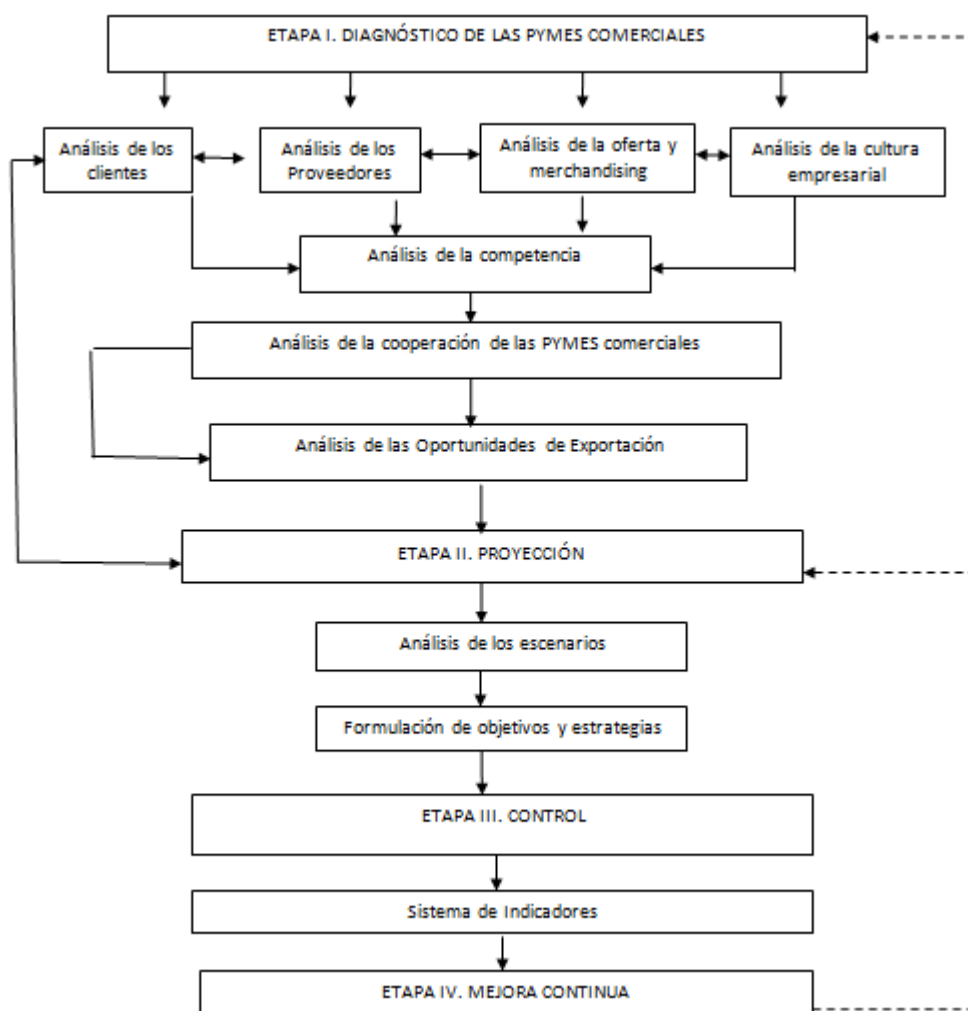 ETAPA I. DIAGNÓSTICO DE LAS PYMES COMERCIALES
Análisis de los
clientes
Análisis de los
Proveedores
Análisis de la oferta y
merchandising
Análisis de la cultura
empresarial
Análisis de la competencia
Análisis de la cooperación de las PYMES comerciales
Análisis de las Oportunidades de Exportación
ETAPA II. PROYECCIÓN
Análisis de los escenarios
Formulación de objetivos y estrategias
ETAPA III. CONTROL
Sistema de Indicadores
ETAPA IV. MEJORA CONTINUA